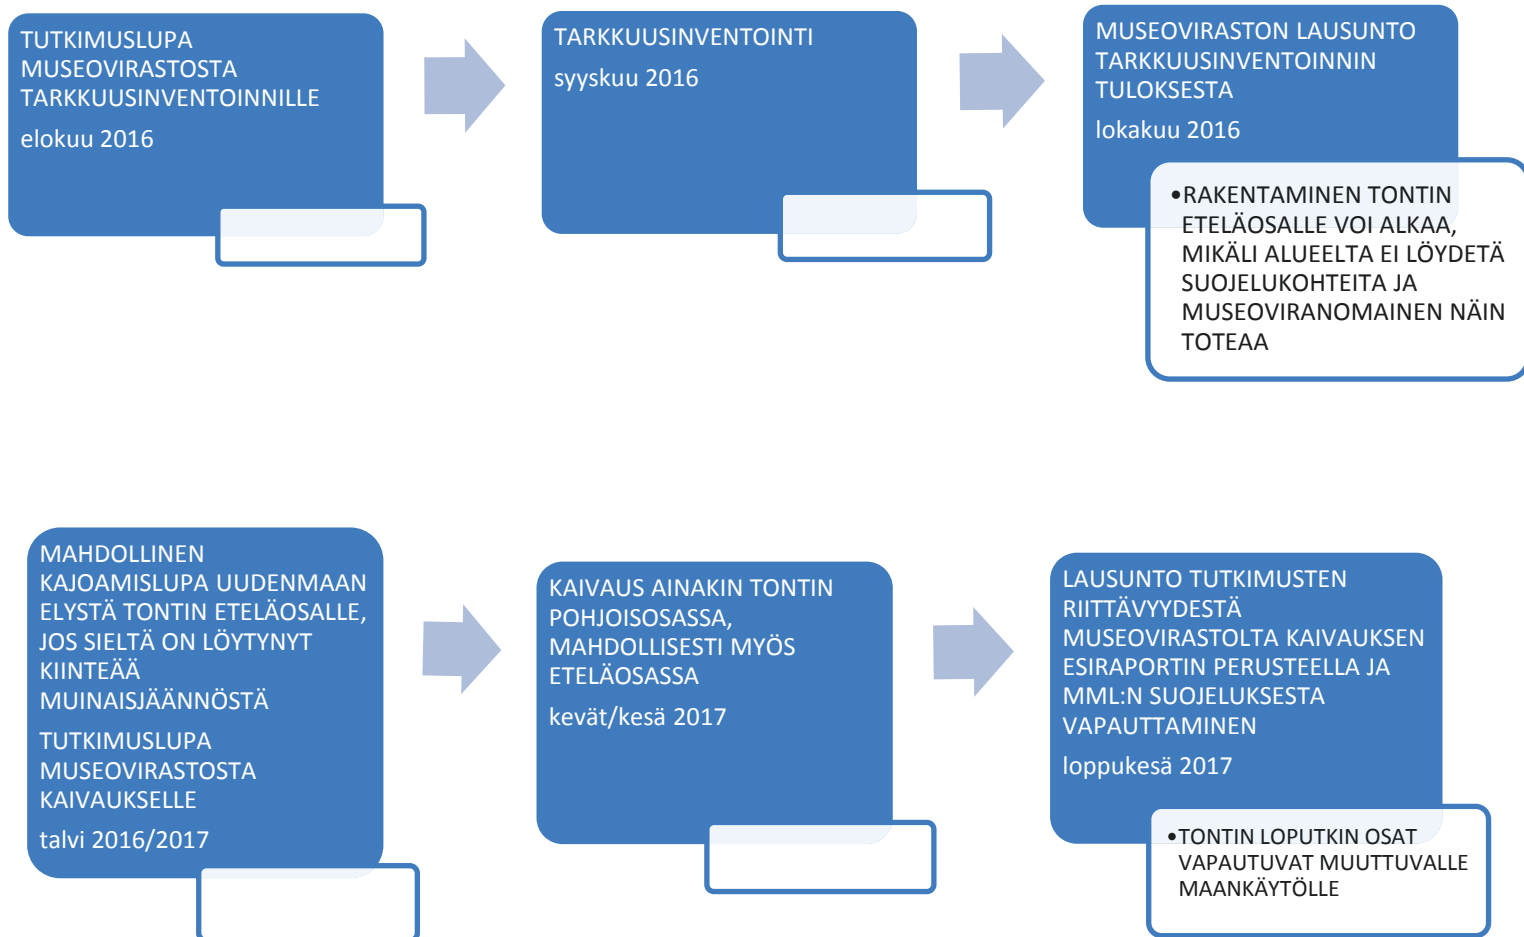 TUTKIMUSLUPA
MUSEOVIRASTOSTA
TARKKUUSINVENTOINNILLE
elokuu 2016
TARKKUUSINVENTOINTI
syyskuu 2016
MUSEOVIRASTON LAUSUNTO
TARKKUUSINVENTOINNIN
TULOKSESTA
lokakuu 2016
•RAKENTAMINEN TONTIN
ETELÄOSALLE VOI ALKAA,
MIKÄLI ALUEELTA EI LÖYDETÄ
SUOJELUKOHTEITA JA
MUSEOVIRANOMAINEN NÄIN
TOTEAA
MAHDOLLINEN
KAJOAMISLUPA UUDENMAAN
ELYSTÄ TONTIN ETELÄOSALLE,
JOS SIELTÄ ON LÖYTYNYT
KIINTEÄÄ
MUINAISJÄÄNNÖSTÄ
TUTKIMUSLUPA
MUSEOVIRASTOSTA
KAIVAUKSELLE
talvi 2016/2017
KAIVAUS AINAKIN TONTIN
POHJOISOSASSA,
MAHDOLLISESTI MYÖS
ETELÄOSASSA
kevät/kesä 2017
LAUSUNTO TUTKIMUSTEN
RIITTÄVYYDESTÄ
MUSEOVIRASTOLTA KAIVAUKSEN
ESIRAPORTIN PERUSTEELLA JA
MML:N SUOJELUKSESTA
VAPAUTTAMINEN
loppukesä 2017
•TONTIN LOPUTKIN OSAT
VAPAUTUVAT MUUTTUVALLE
MAANKÄYTÖLLE